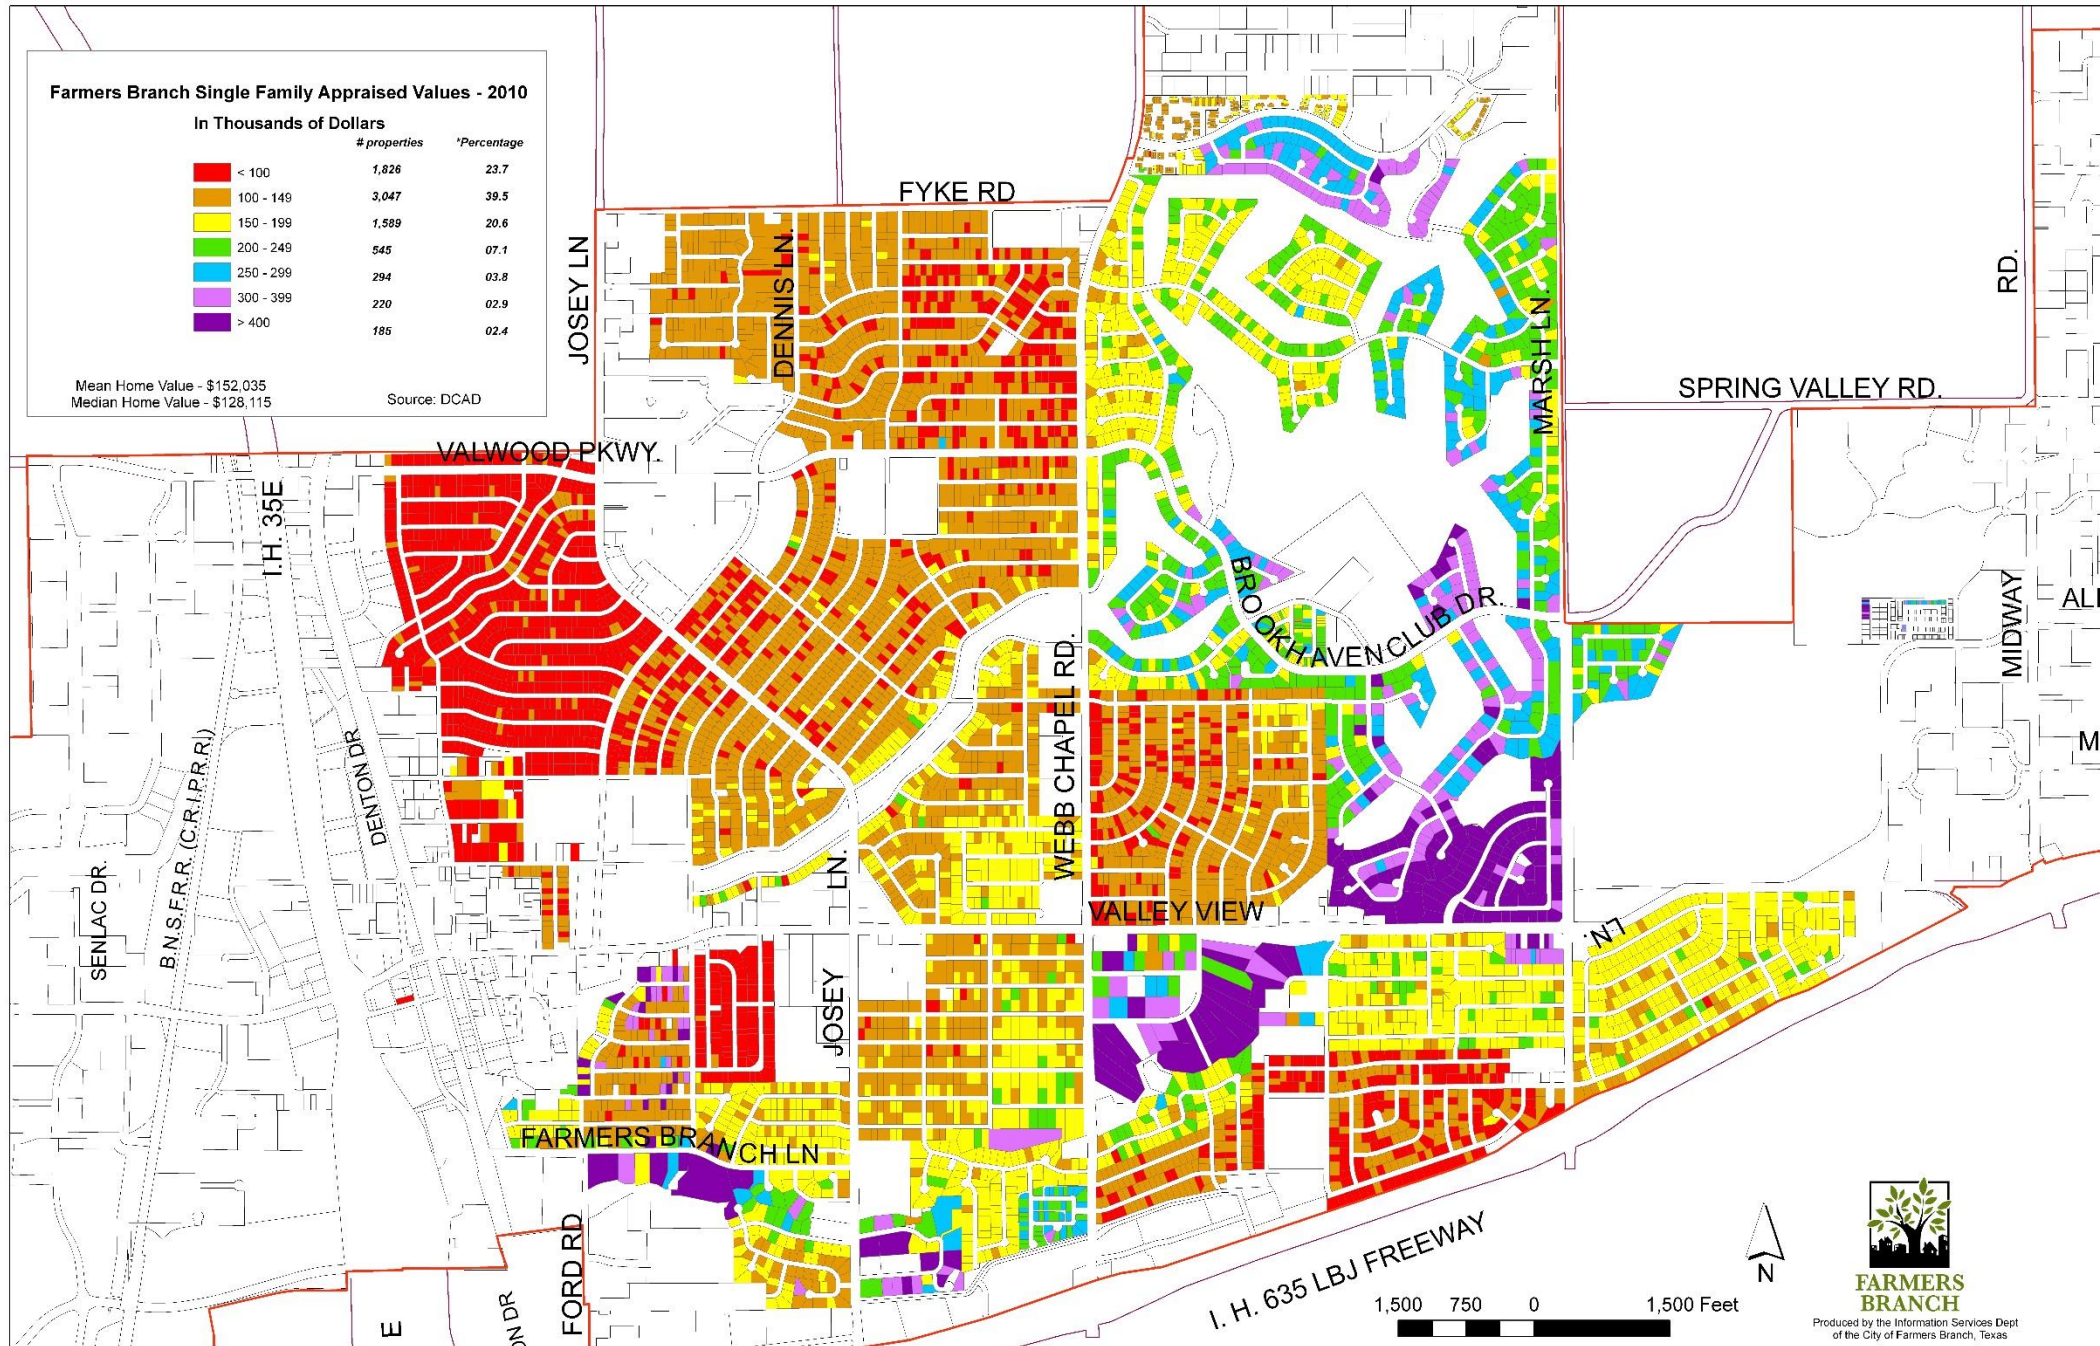 Farmers Branch Single Family Appraised Values - 2010
In Thousands of Dollars
# properties *Percentage
< 100 1,826 23.7
100 - 149 3,047 39.5
150 - 199 1,589 20.6
200 - 249 545 07.1
250 - 299 294 03.8
300 - 399 220 02.9
> 400 185 02.4
Mean Home Value - $152,035
Median Home Value - $128,115
Source: DCAD
FYKE RD
JOSEY LN
DENNIS LN.
MARSH LN.
RD.
SPRING VALLEY RD.
VALWOOD PKWY.
I.H. 35E
BROOKHAVEN CLUB DR.
MIDWAY
ALI
M
WEBB CHAPEL RD.
DENTON DR
B.N.S.F.R.R. (C.R.I.P.R.R.)
SENLAC DR.
LN.
VALLEY VIEW
LN.
JOSEY
FARMERS BRANCH LN
FORD RD
E
ON DR
I. H. 635 LBJ FREEWAY
N
1,500 750 0 1,500 Feet
FARMERS
BRANCH
Produced by the Information Services Dept
of the City of Farmers Branch, Texas